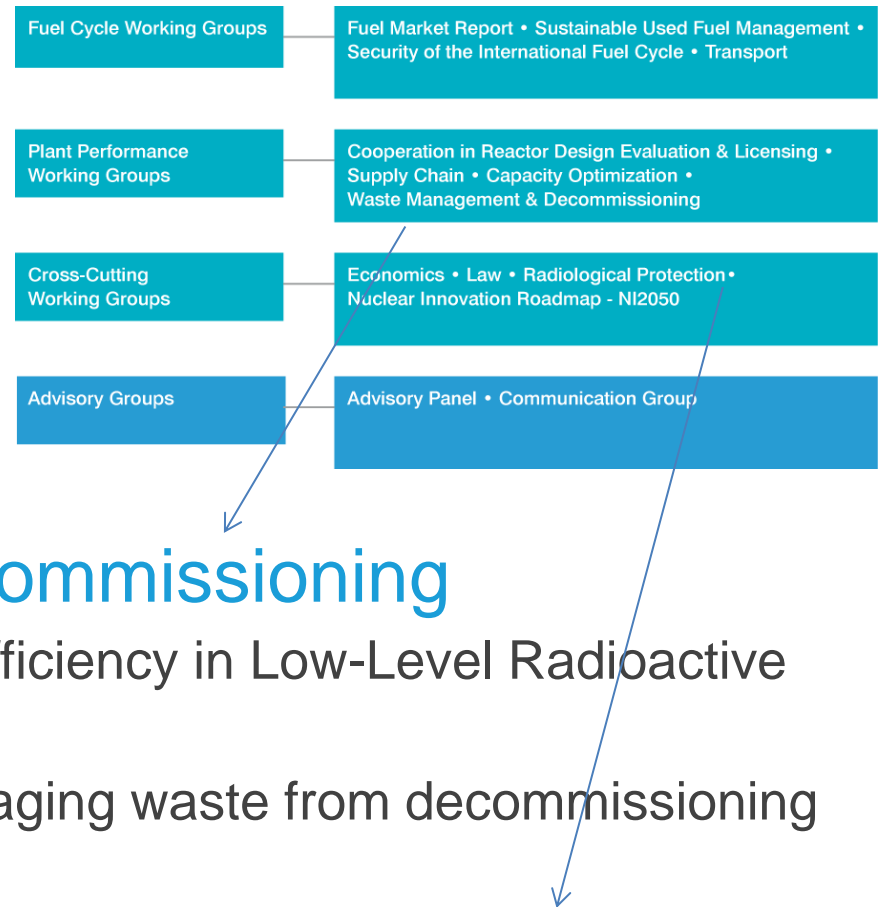 Fuel Cycle Working Groups
Fuel Market Report • Sustainable Used Fuel Management •
Security of the International Fuel Cycle • Transport
Plant Performance
Working Groups
Cooperation in Reactor Design Evaluation & Licensing •
Supply Chain • Capacity Optimization •
Waste Management & Decommissioning
Cross-Cutting
Working Groups
Economics • Law • Radiological Protection•
Nuclear Innovation Roadmap - NI2050
Advisory Groups
Advisory Panel • Communication Group
ommissioning
fficiency in Low-Level Radioactive
aging waste from decommissioning